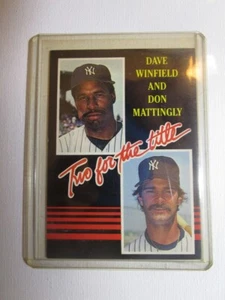 DAVE
WINFIELD
AND
DON
MATTINGLY
Two for the title